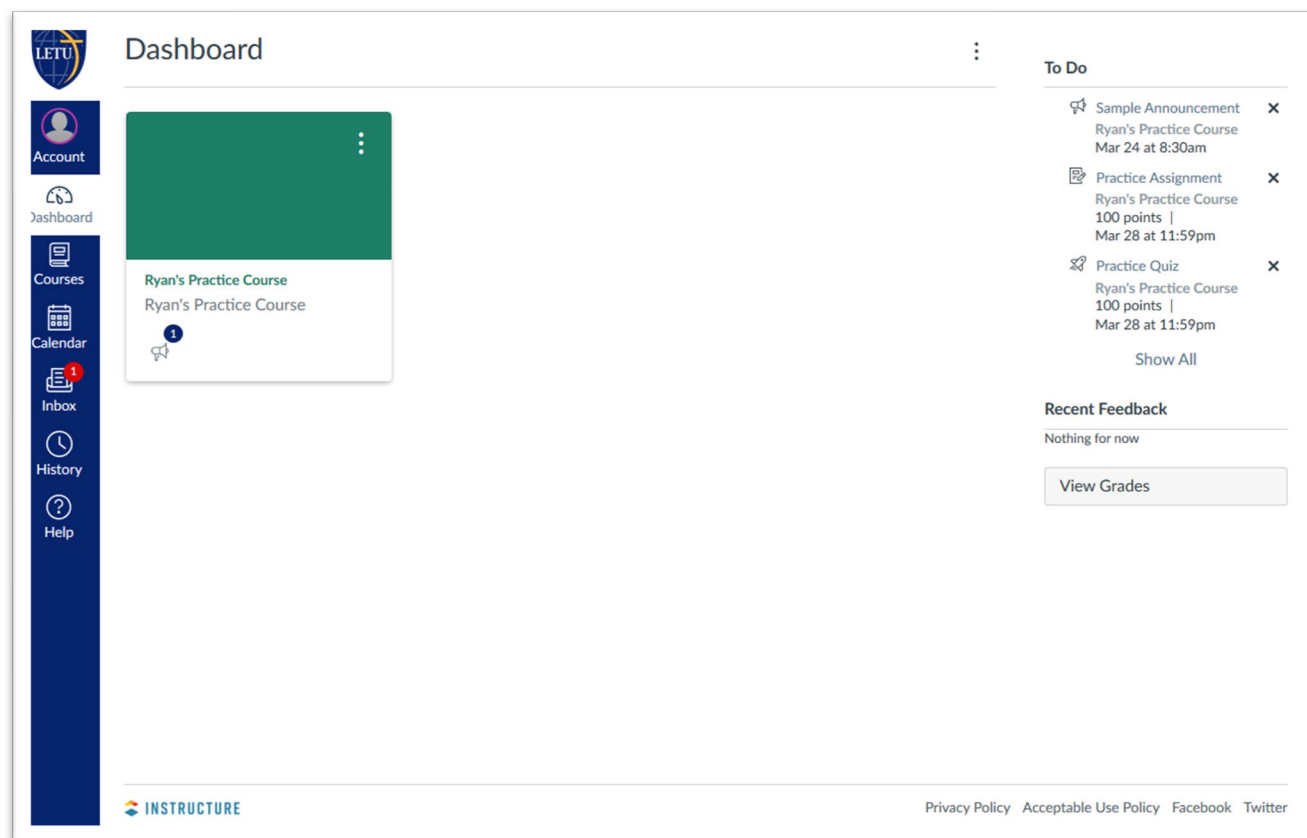 LETU
Account
Dashboard
Courses
Calendar
1
Inbox
History
Help
Dashboard
Ryan's Practice Course
Ryan's Practice Course
1
To Do
Sample Announcement
Ryan's Practice Course
Mar 24 at 8:30am
Practice Assignment
Ryan's Practice Course
100 points |
Mar 28 at 11:59pm
Practice Quiz
Ryan's Practice Course
100 points |
Mar 28 at 11:59pm
Show All
Recent Feedback
Nothing for now
View Grades
INSTRUCTURE
Privacy Policy Acceptable Use Policy Facebook Twitter